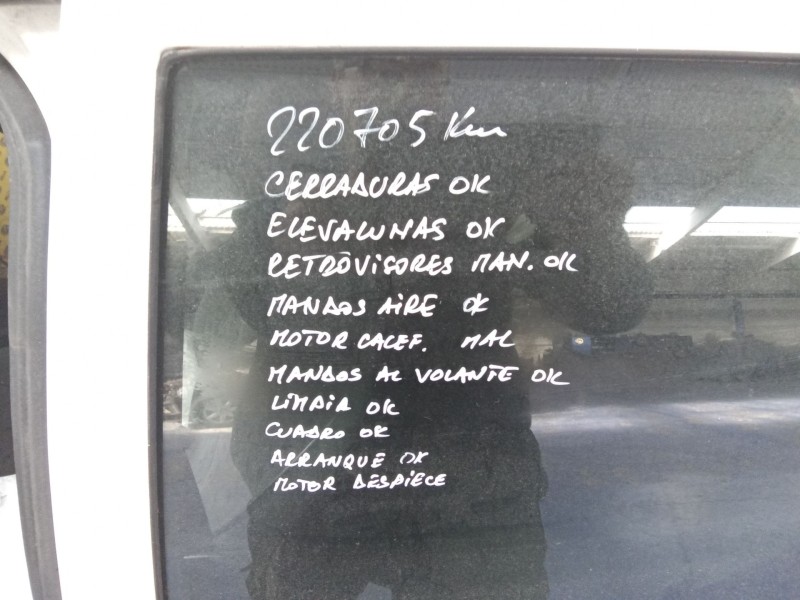 220705 Km
CERRADURAS OK
ELEVALUNAS OK
RETROVISORES MAN. OK
MANDOS AIRE OK
MOTOR CALEF. MAL
MANDOS AL VOLANTE OK
LIMPIA OK
CUADRO OK
ARRANQUE OK
MOTOR DESPIECE